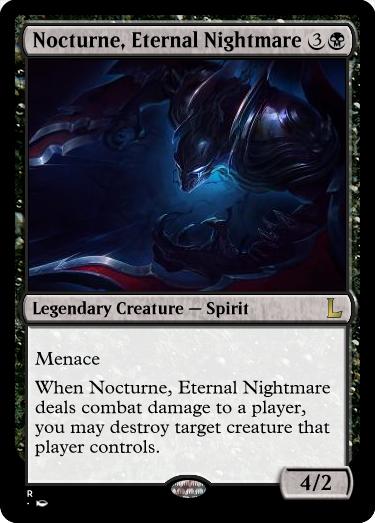 Nocturne, Eternal Nightmare 3
Legendary Creature — Spirit L
Menace
When Nocturne, Eternal Nightmare
deals combat damage to a player,
you may destroy target creature that
player controls.
4/2
R